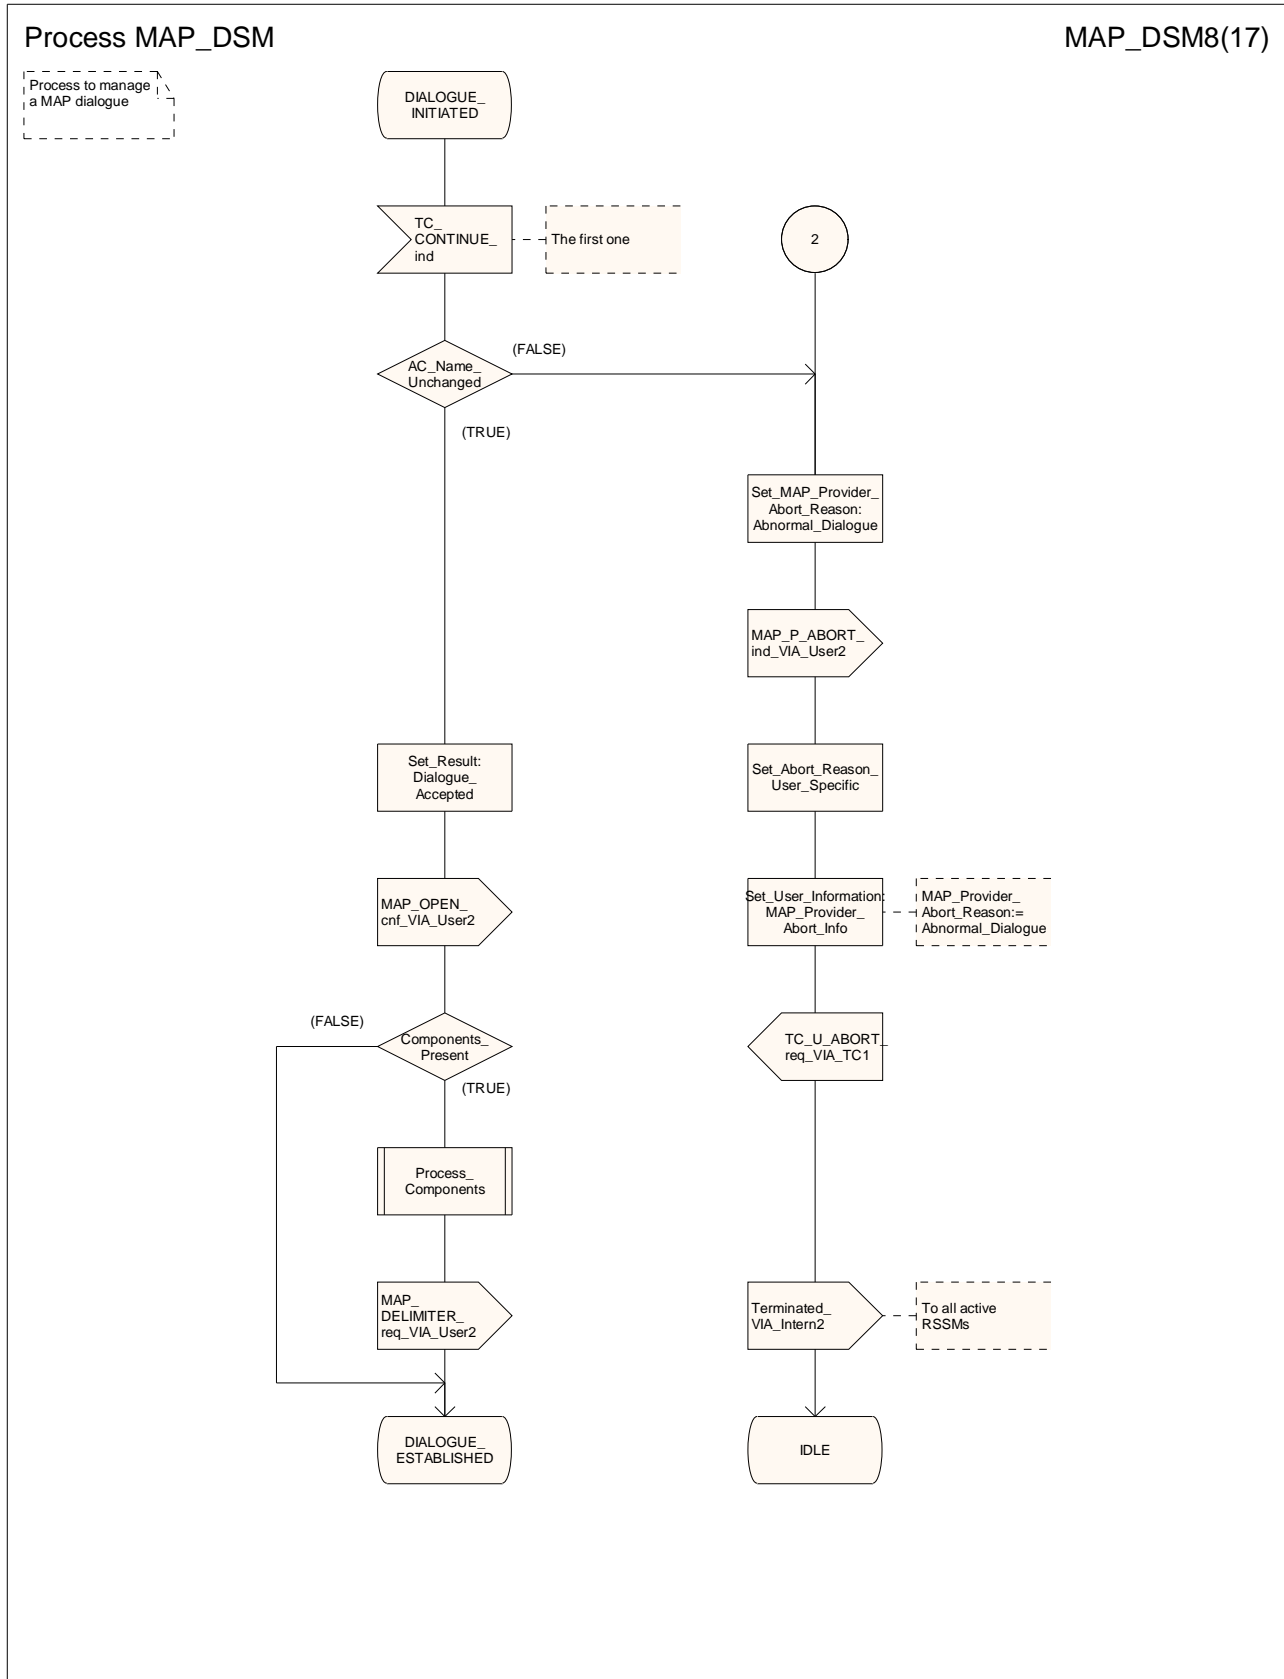 Process MAP_DSM
MAP_DSM8(17)
Process to manage
a MAP dialogue
DIALOGUE_
INITIATED
TC_
CONTINUE_
ind
The first one
2
AC_Name_
Unchanged
(FALSE)
(TRUE)
Set_MAP_Provider_
Abort_Reason:
Abnormal_Dialogue
MAP_P_ABORT_
ind_VIA_User2
Set_Result:
Dialogue_
Accepted
Set_Abort_Reason_
User_Specific
MAP_OPEN_
cnf_VIA_User2
Set_User_Information:
MAP_Provider_
Abort_Info
MAP_Provider_
Abort_Reason:=
Abnormal_Dialogue
(FALSE)
Components_
Present
(TRUE)
TC_U_ABORT_
req_VIA_TC1
Process_
Components
MAP_
DELIMITER_
req_VIA_User2
Terminated_
VIA_Intern2
To all active
RSSMs
DIALOGUE_
ESTABLISHED
IDLE